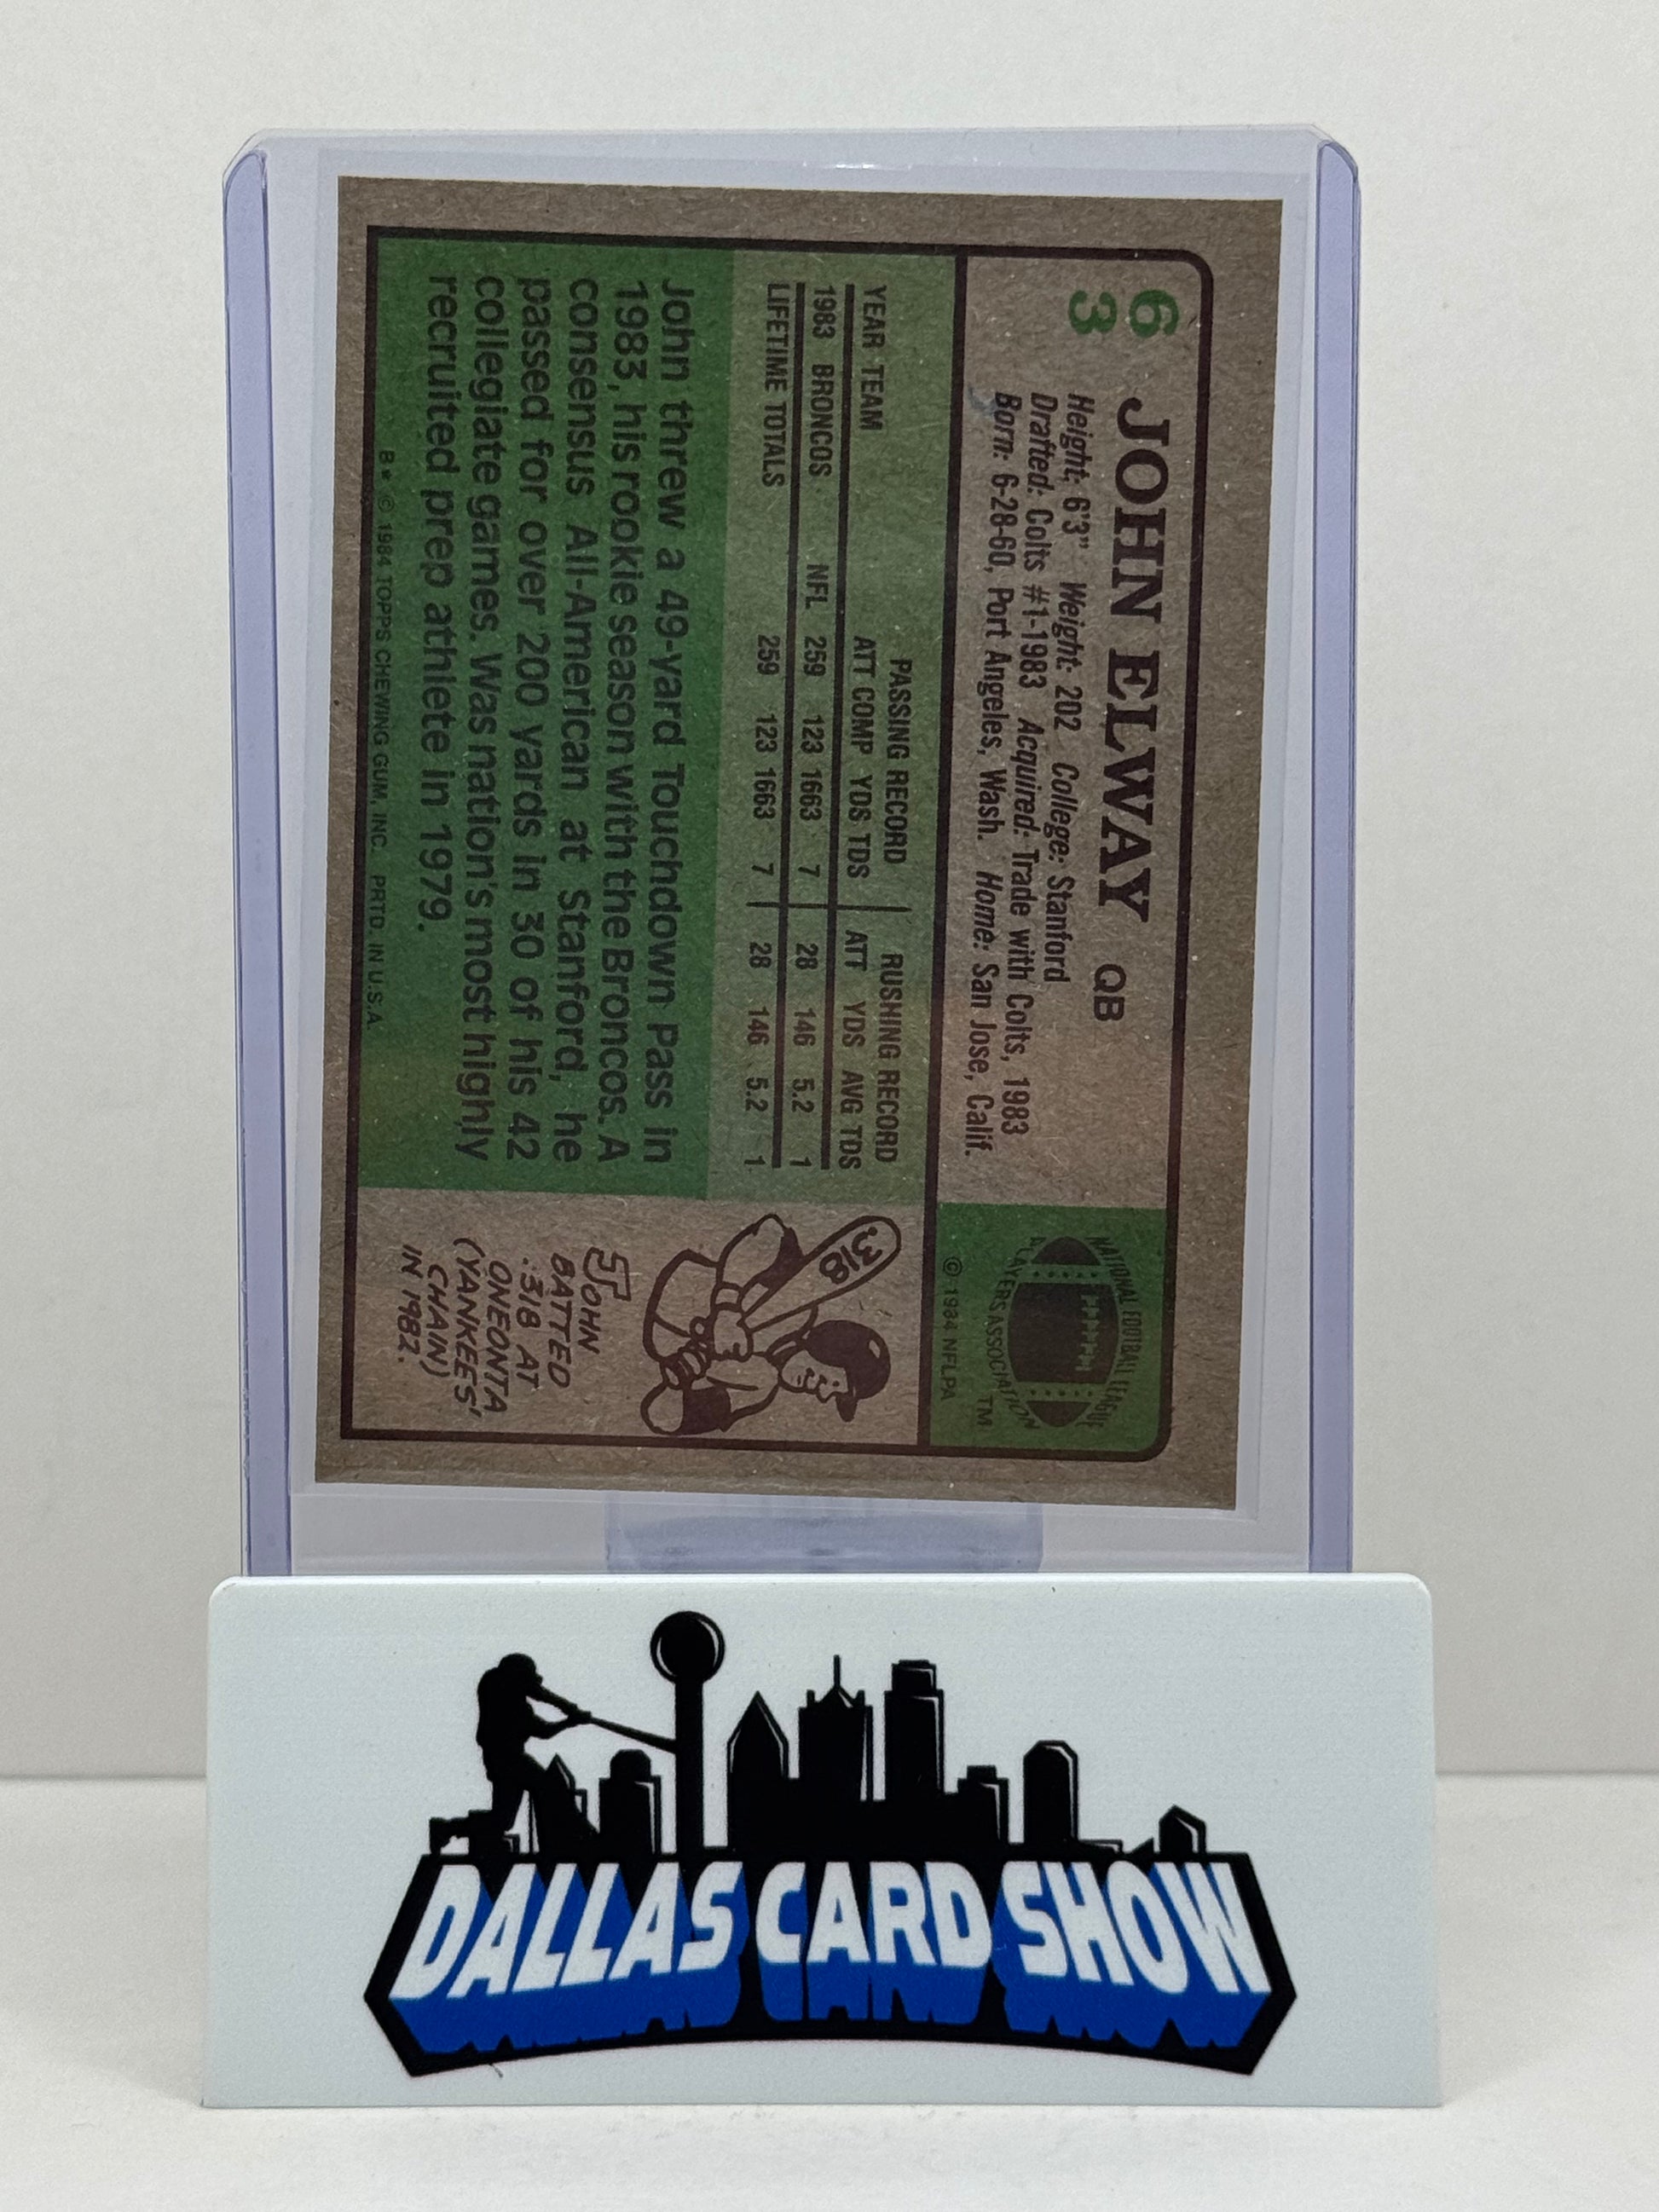 63 JOHN ELWAY QB
Height: 6'3" Weight: 202 College: Stanford
Drafted: Colts #1-1983 Acquired: Trade with Colts, 1983
Born: 6-28-60, Port Angeles, Wash. Home: San Jose, Calif.
NATIONAL FOOTBALL LEAGUE
PLAYERS ASSOCIATION
TM
© 1984 NFLPA
PASSING RECORD RUSHING RECORD
YEAR TEAM ATT COMP YDS TDS ATT YDS AVG TDS
1983 BRONCOS NFL 259 123 1663 7 28 146 5.2 1
LIFETIME TOTALS 259 123 1663 7 28 146 5.2 1
John threw a 49-yard Touchdown Pass in
1983, his rookie season with the Broncos. A
consensus All-American at Stanford, he
passed for over 200 yards in 30 of his 42
collegiate games. Was nation's most highly
recruited prep athlete in 1979.
B* © 1984 TOPPS CHEWING GUM, INC. PRTD. IN U.S.A.
.318
JOHN
BATTED
.318 AT
ONEONTA
(YANKEES'
CHAIN)
IN 1982.
DALLAS CARD SHOW